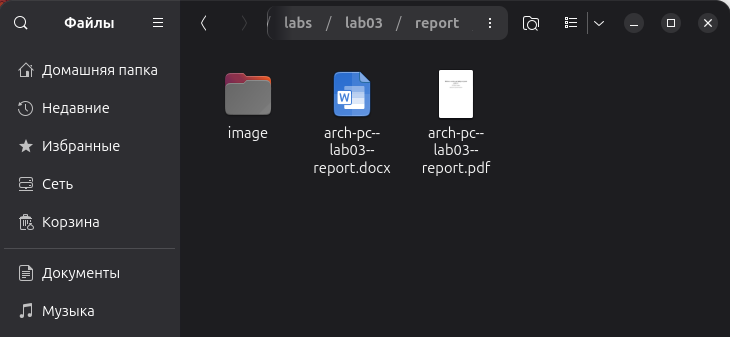 Файлы
/ labs / lab03 / report
Домашняя папка
Недавние
Избранные
Сеть
Корзина
Документы
Музыка
image
arch-pc--
lab03--
report.docx
arch-pc--
lab03--
report.pdf